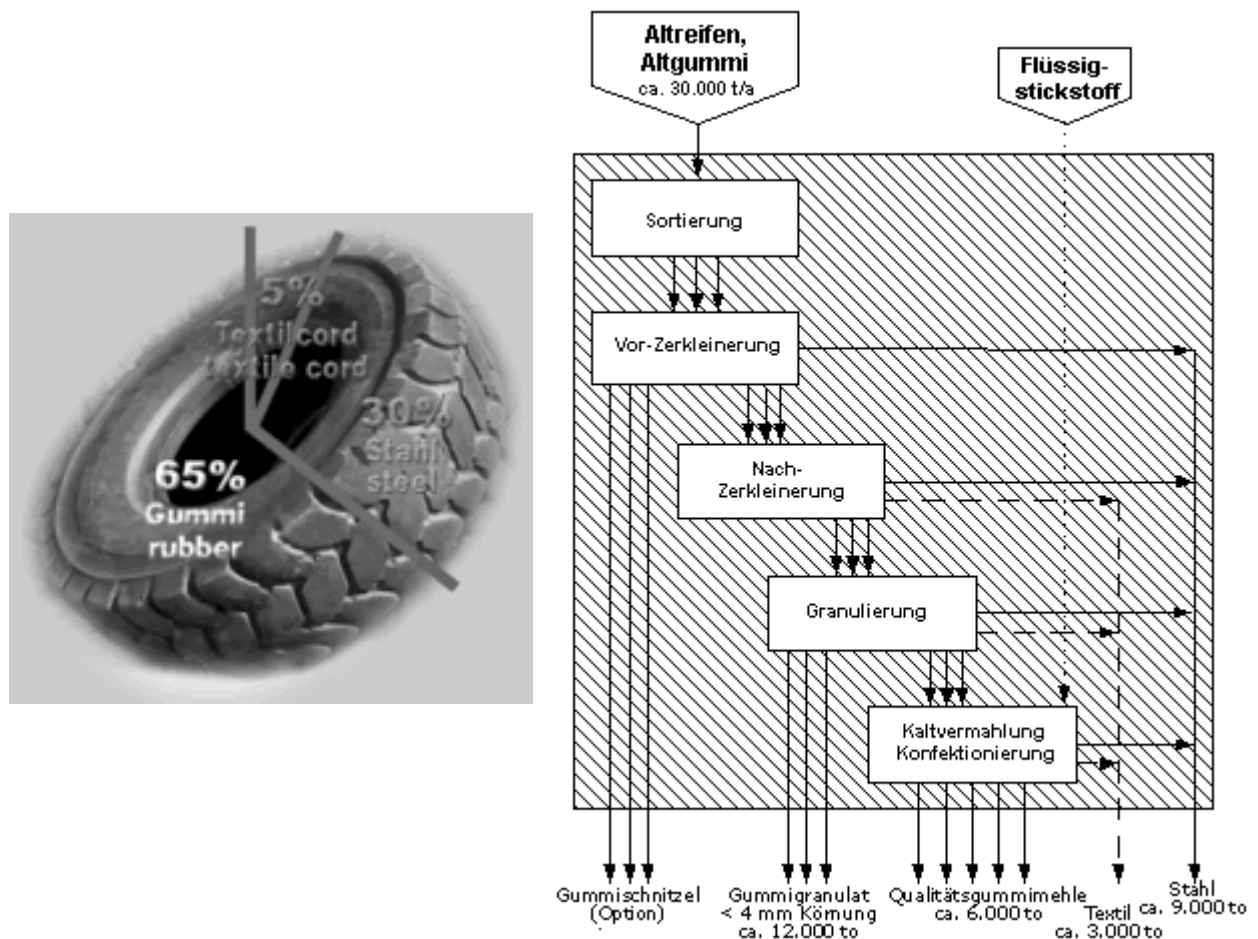 5%
Textilcord
textile cord
30%
Stahl
steel
65%
Gummi
rubber
Altreifen,
Altgummi
ca. 30.000 t/a
Flüssig-
stickstoff
Sortierung
Vor-Zerkleinerung
Nach-
Zerkleinerung
Granulierung
Kaltvermahlung
Konfektionierung
Gummischnitzel
(Option)
Gummigranulat
< 4 mm Körnung
ca. 12.000 to
Qualitätsgummimehle
ca. 6.000 to
Textil
ca. 3.000 to
Stahl
ca. 9.000 to